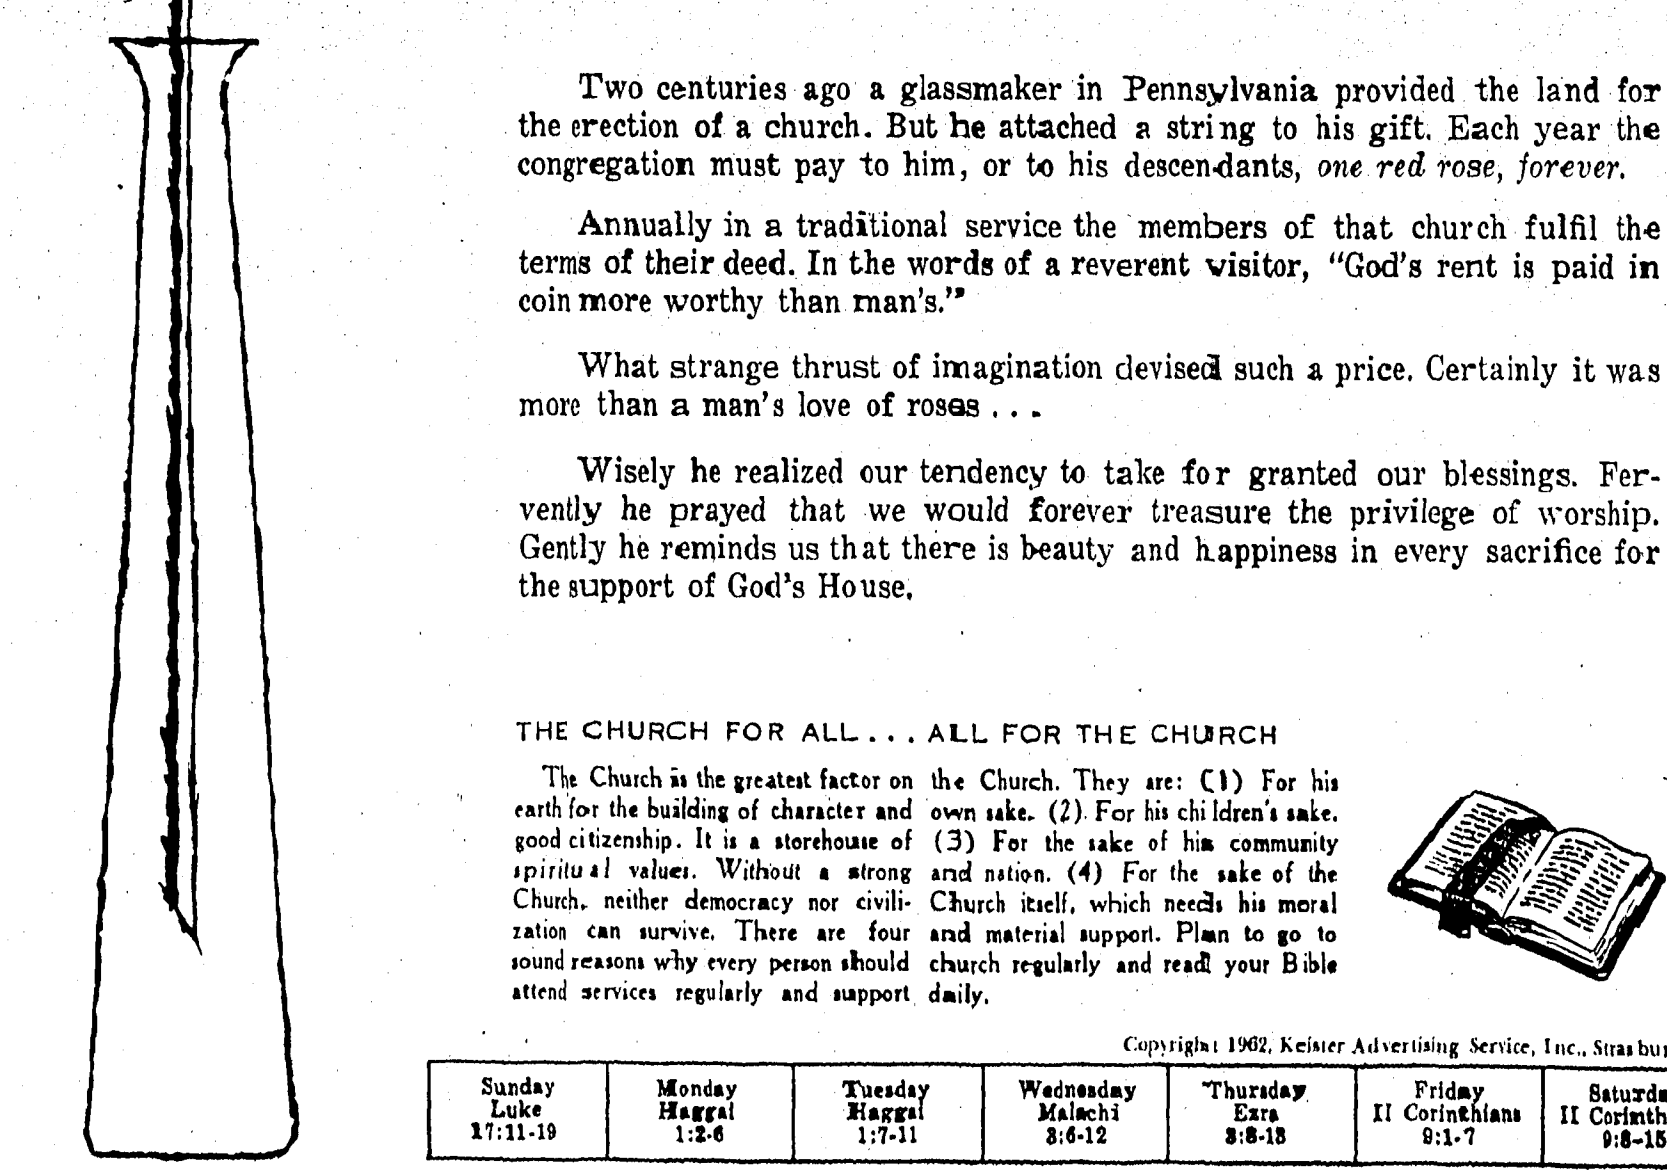 Two centuries ago a glassmaker in Pennsylvania provided the land for
the erection of a church. But he attached a string to his gift. Each year the
congregation must pay to him, or to his descendants, one red rose, forever.
Annually in a traditional service the members of that church fulfil the
terms of their deed. In the words of a reverent visitor, "God's rent is paid in
coin more worthy than man's."
What strange thrust of imagination devised such a price. Certainly it was
more than a man's love of roses . . .
Wisely he realized our tendency to take for granted our blessings. Fer-
vently he prayed that we would forever treasure the privilege of worship.
Gently he reminds us that there is beauty and happiness in every sacrifice for
the support of God's House.
THE CHURCH FOR ALL . . . ALL FOR THE CHURCH
The Church is the greatest factor on
earth for the building of character and
good citizenship. It is a storehouse of
spiritual values. Without a strong
Church, neither democracy nor civili-
zation can survive. There are four
sound reasons why every person should
attend services regularly and support
the Church. They are: (1) For his
own sake. (2) For his children's sake.
(3) For the sake of his community
and nation. (4) For the sake of the
Church itself, which needs his moral
and material support. Plan to go to
church regularly and read your Bible
daily.
Copyright 1962, Keister Advertising Service, Inc., Strasbur
Sunday
Luke
17:11-19
Monday
Haggai
1:2-6
Tuesday
Haggai
1:7-11
Wednesday
Malachi
3:6-12
Thursday
Ezra
3:8-13
Friday
II Corinthians
9:1-7
Saturda
II Corinth
9:8-15